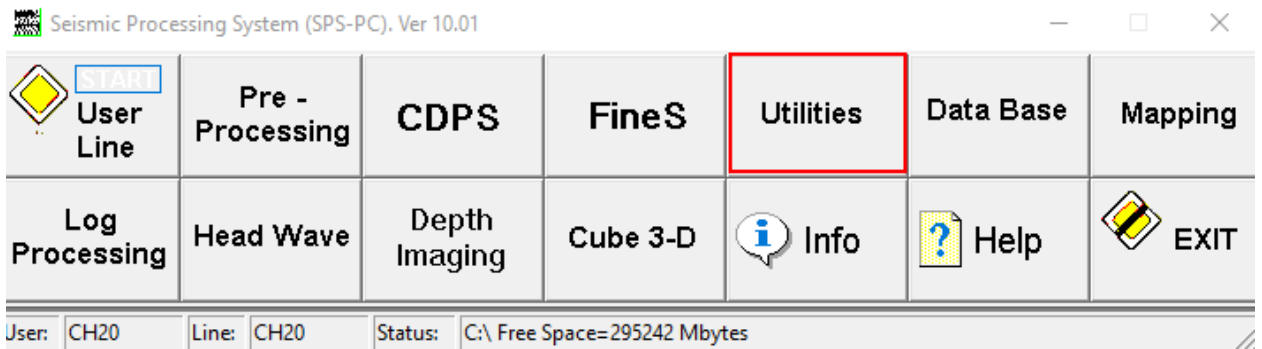 Seismic Processing System (SPS-PC). Ver 10.01
START
User
Line
Pre -
Processing
CDPS
FineS
Utilities
Data Base
Mapping
Log
Processing
Head Wave
Depth
Imaging
Cube 3-D
Info
Help
EXIT
User: CH20 Line: CH20 Status: C:\ Free Space=295242 Mbytes